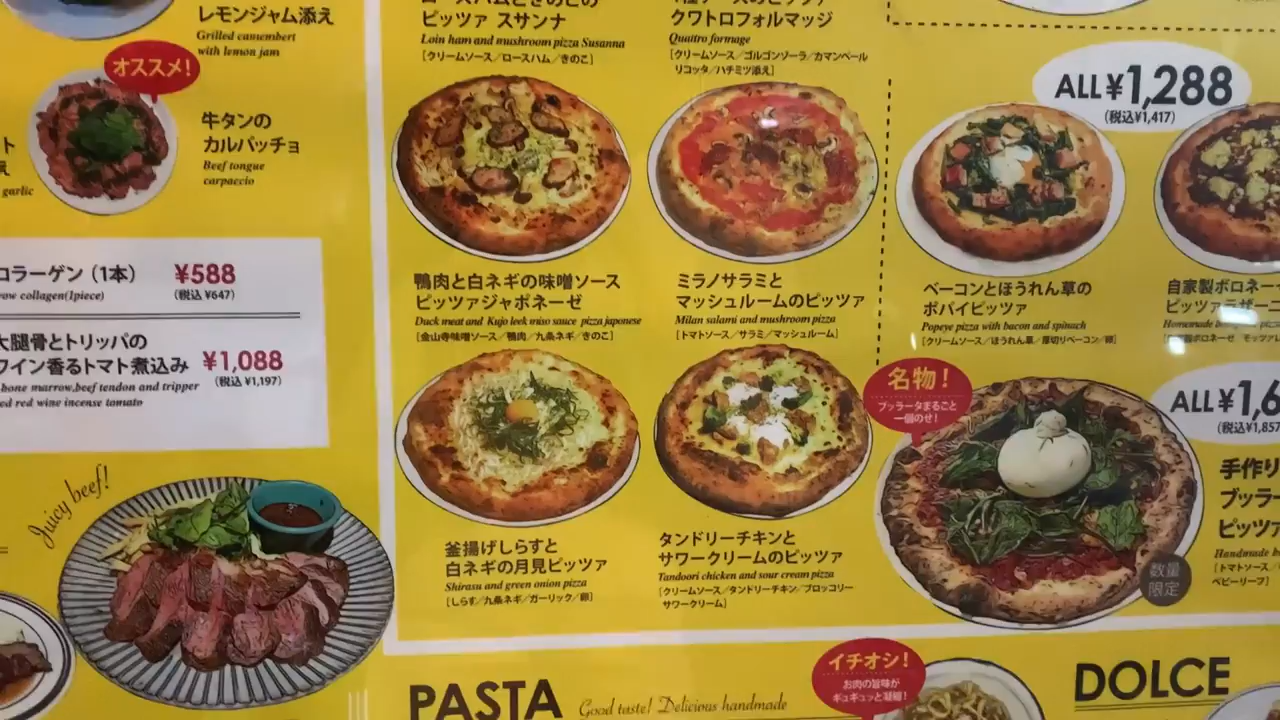 レモンジャム添え
Grilled camembert
with lemon jam
オススメ!
牛タンの
カルパッチョ
Beef tongue
carpaccio
garlic
コラーゲン（1本）
collagen(1piece)
¥588
(税込 ¥647)
大腿骨とトリッパの
ワイン香るトマト煮込み
bone marrow,beef tendon and tripper
red wine incense tomato
¥1,088
(税込 ¥1,197)
Juicy beef!
ピッツァ スサンナ
Loin ham and mushroom pizza Susanna
[クリームソース／ロースハム／きのこ]
クワトロフォルマッジ
Quattro formage
[クリームソース／ゴルゴンゾーラ／カマンベール
リコッタ／ハチミツ添え]
鴨肉と白ネギの味噌ソース
ピッツァジャポネーゼ
Duck meat and Kujo leek miso sauce pizza japonese
[金山寺味噌ソース／鴨肉／九条ネギ／きのこ]
ミラノサラミと
マッシュルームのピッツァ
Milan salami and mushroom pizza
[トマトソース／サラミ／マッシュルーム]
釜揚げしらすと
白ネギの月見ピッツァ
Shirasu and green onion pizza
[しらす／九条ネギ／ガーリック／卵]
タンドリーチキンと
サワークリームのピッツァ
Tandoori chicken and sour cream pizza
[クリームソース／タンドリーチキン／ブロッコリー
サワークリーム]
ALL ¥1,288
(税込¥1,417)
ベーコンとほうれん草の
ポパイピッツァ
Popeye pizza with bacon and spinach
[クリームソース／ほうれん草／厚切りベーコン／卵]
自家製ボロネー
ピッツァラザーニ
Homemade
名物！
ブッラータまるごと
一個のせ！
ALL ¥1,6
(税込¥1,857
手作り
ブッラー
ピッツァ
Handmade
[トマトソース
ベビーリーフ]
数量
限定
PASTA
Good taste! Delicious handmade
イチオシ！
お肉の旨味が
ギュギュッと凝縮！
DOLCE